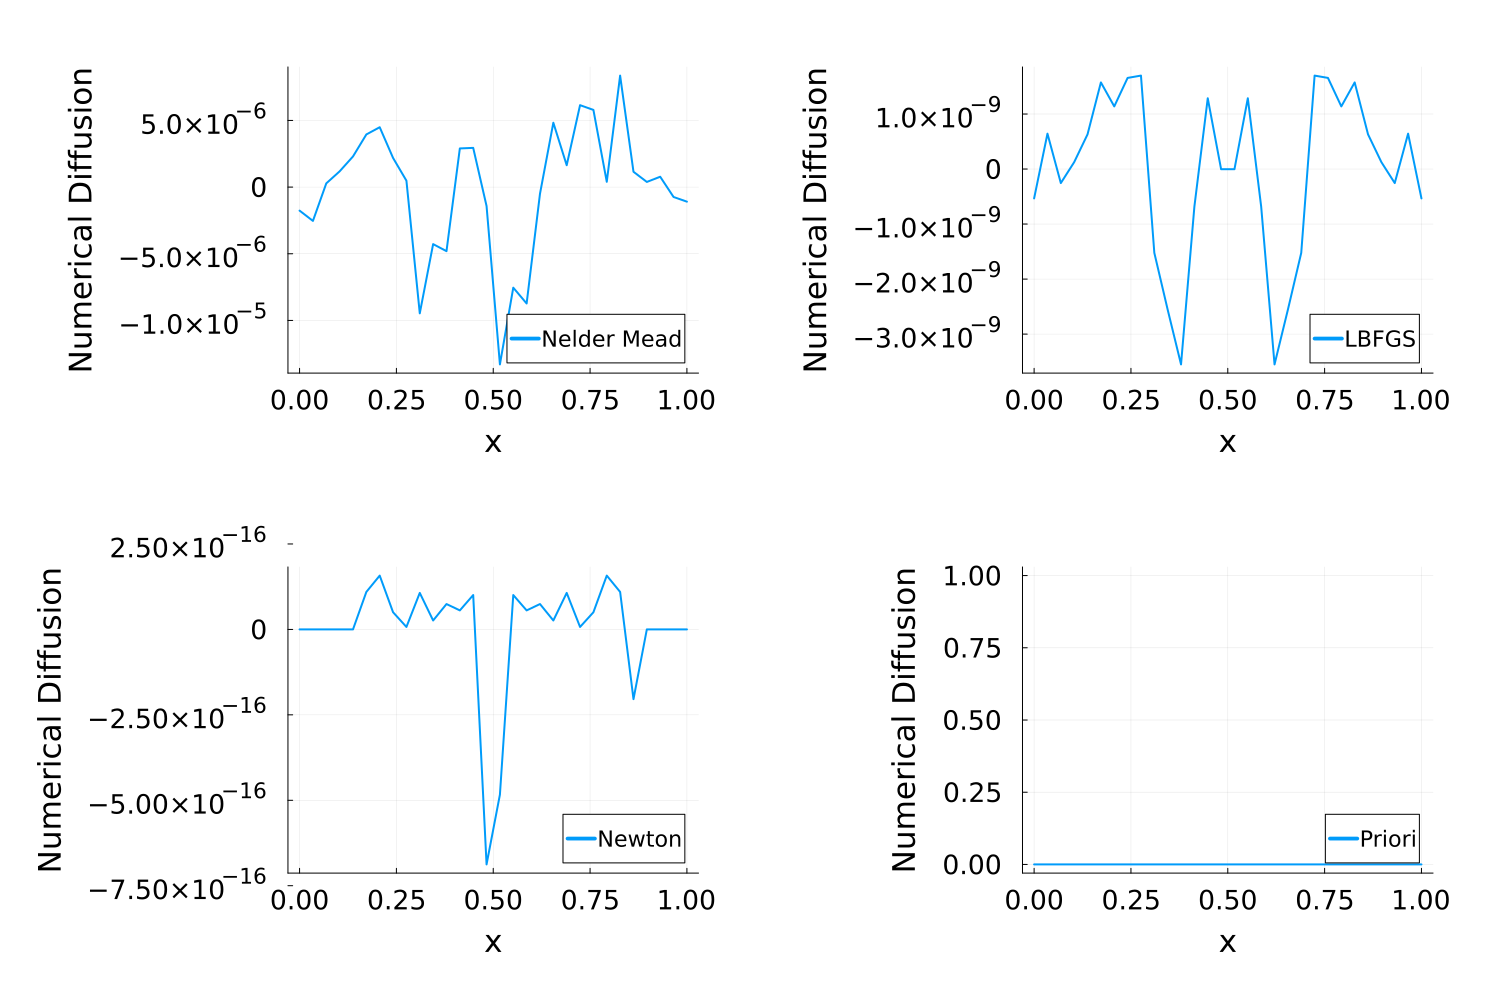 Numerical Diffusion
5.0×10⁻⁶
0
−5.0×10⁻⁶
−1.0×10⁻⁵
Nelder Mead
0.00 0.25 0.50 0.75 1.00
x
Numerical Diffusion
1.0×10⁻⁹
0
−1.0×10⁻⁹
−2.0×10⁻⁹
−3.0×10⁻⁹
LBFGS
0.00 0.25 0.50 0.75 1.00
x
Numerical Diffusion
2.50×10⁻¹⁶
0
−2.50×10⁻¹⁶
−5.00×10⁻¹⁶
−7.50×10⁻¹⁶
Newton
0.00 0.25 0.50 0.75 1.00
x
Numerical Diffusion
1.00
0.75
0.50
0.25
0.00
Priori
0.00 0.25 0.50 0.75 1.00
x